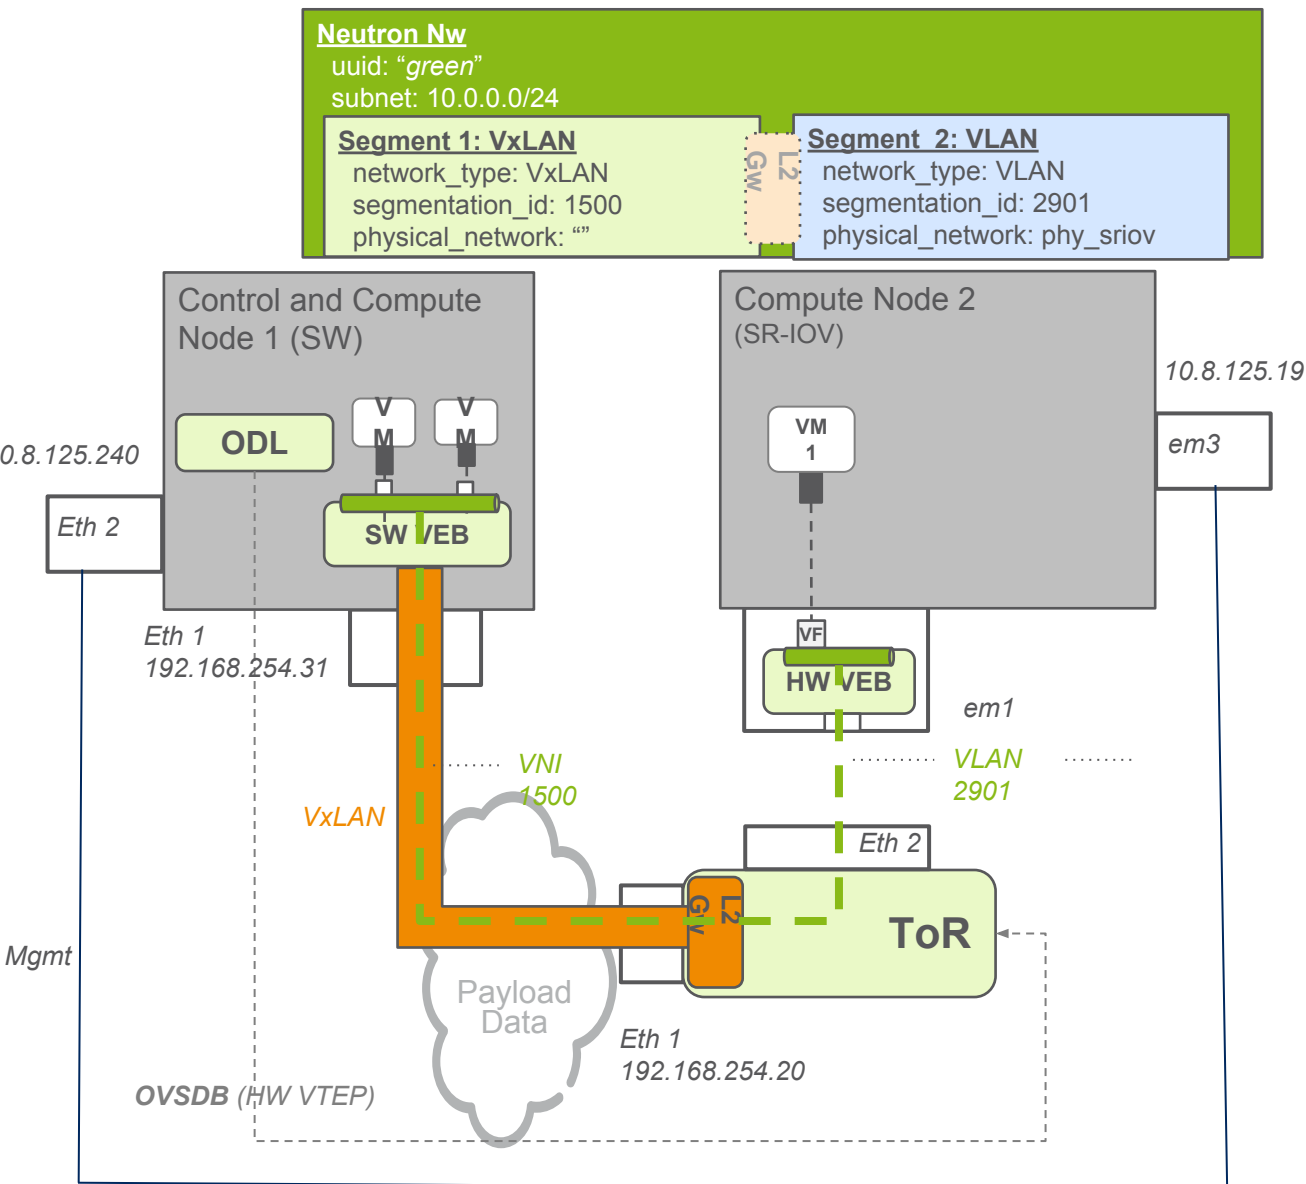 Neutron Nw
uuid: “green”
subnet: 10.0.0.0/24
Segment 1: VxLAN
network_type: VxLAN
segmentation_id: 1500
physical_network: “”
L2
Gw
Segment 2: VLAN
network_type: VLAN
segmentation_id: 2901
physical_network: phy_sriov
Control and Compute
Node 1 (SW)
Compute Node 2
(SR-IOV)
10.8.125.19
V
M
V
M
ODL
VM
1
em3
0.8.125.240
Eth 2
SW VEB
Eth 1
192.168.254.31
VF
HW VEB
em1
VNI
1500
VLAN
2901
VxLAN
Eth 2
L2
Gw
ToR
Mgmt
Payload
Data
Eth 1
192.168.254.20
OVSDB (HW VTEP)